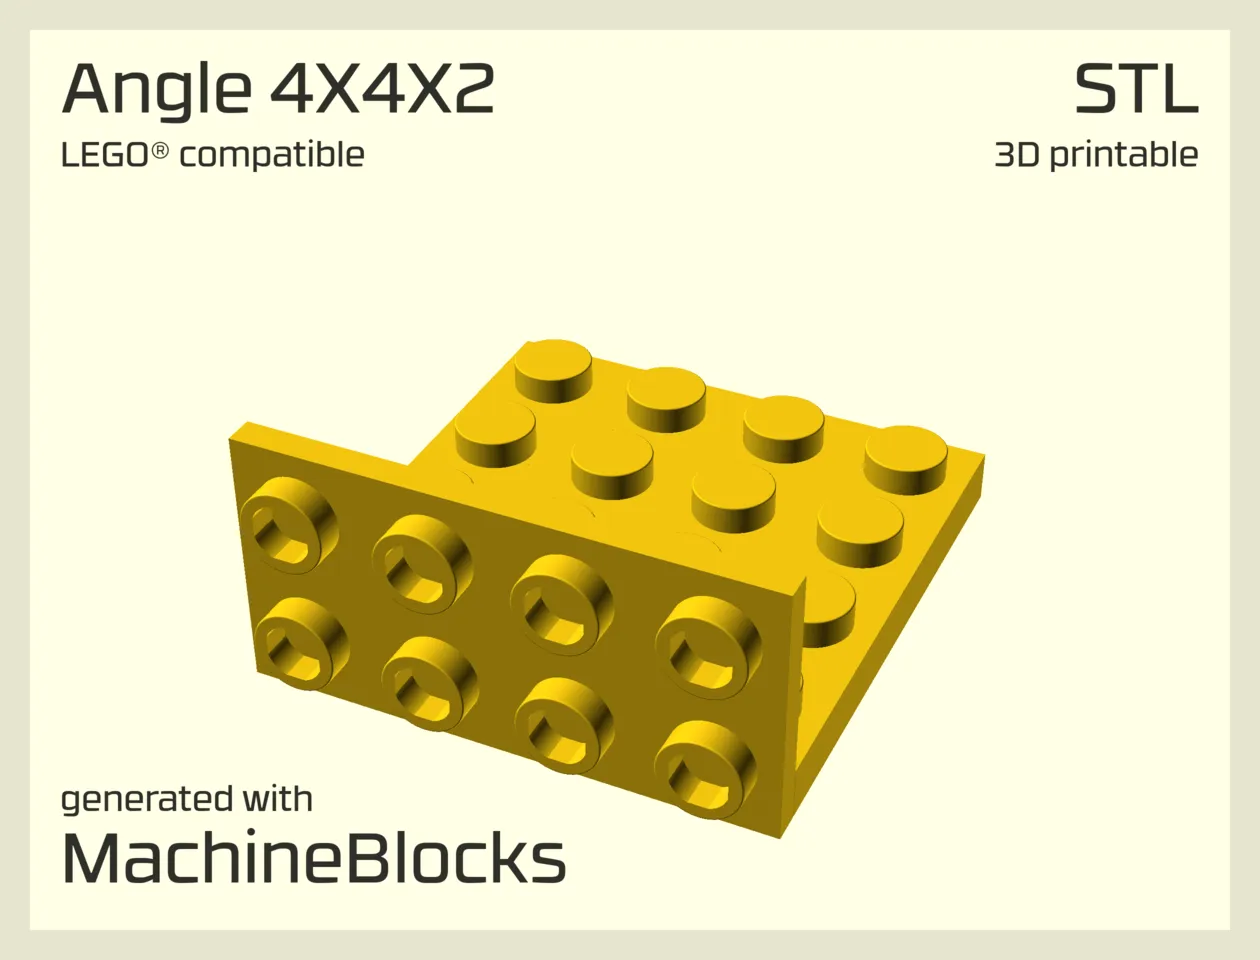 Angle 4X4X2
LEGO® compatible
STL
3D printable
generated with
MachineBlocks